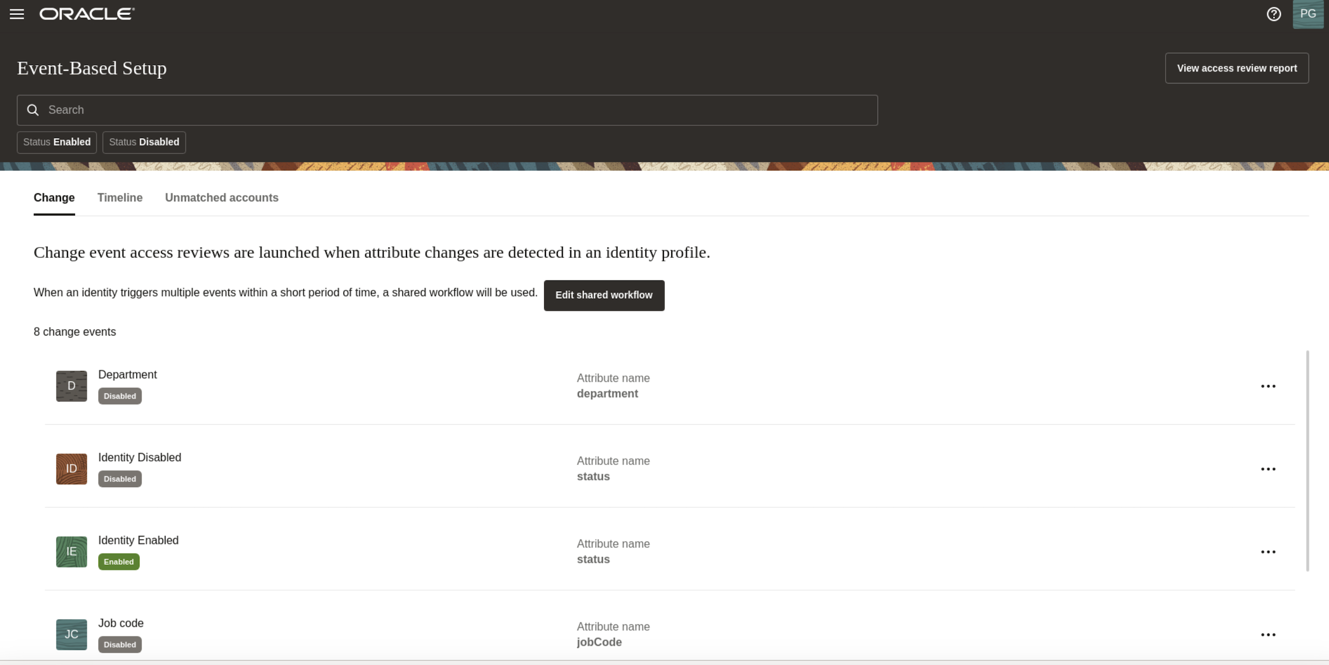 ORACLE
PG
Event-Based Setup
View access review report
Search
Status Enabled Status Disabled
Change Timeline Unmatched accounts
Change event access reviews are launched when attribute changes are detected in an identity profile.
When an identity triggers multiple events within a short period of time, a shared workflow will be used. Edit shared workflow
8 change events
D
Department
Disabled
Attribute name
department
ID
Identity Disabled
Disabled
Attribute name
status
IE
Identity Enabled
Enabled
Attribute name
status
JC
Job code
Disabled
Attribute name
jobCode